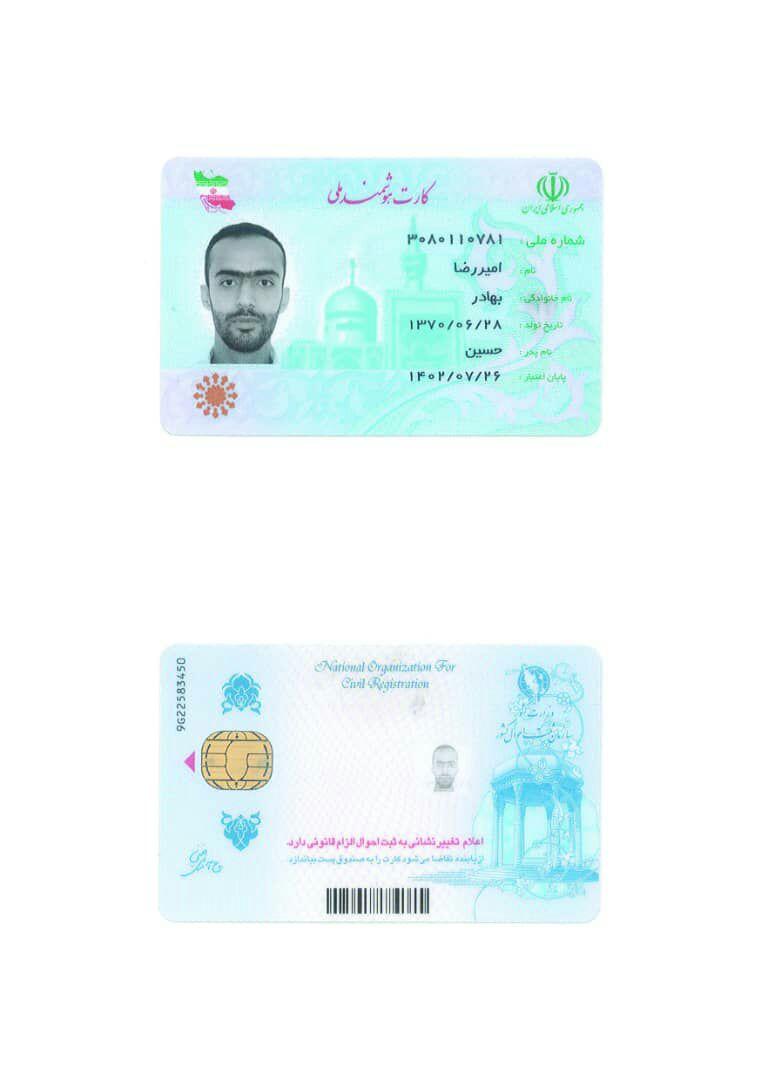 کارت هوشمند ملی
جمهوری اسلامی ایران
شماره ملی: ۳۰۸۰۱۱۰۷۸۱
نام: امیررضا
نام خانوادگی: بهادر
تاریخ تولد: ۱۳۷۰/۰۶/۲۸
نام پدر: حسین
پایان اعتبار: ۱۴۰۲/۰۷/۲۶
National Organization For
Civil Registration
9G22583450
وزارت کشور
سازمان ثبت احوال کشور
اعلام تغییر نشانی به ثبت احوال الزام قانونی دارد.
از یابنده تقاضا می‌شود کارت را به صندوق پست بیاندازد.